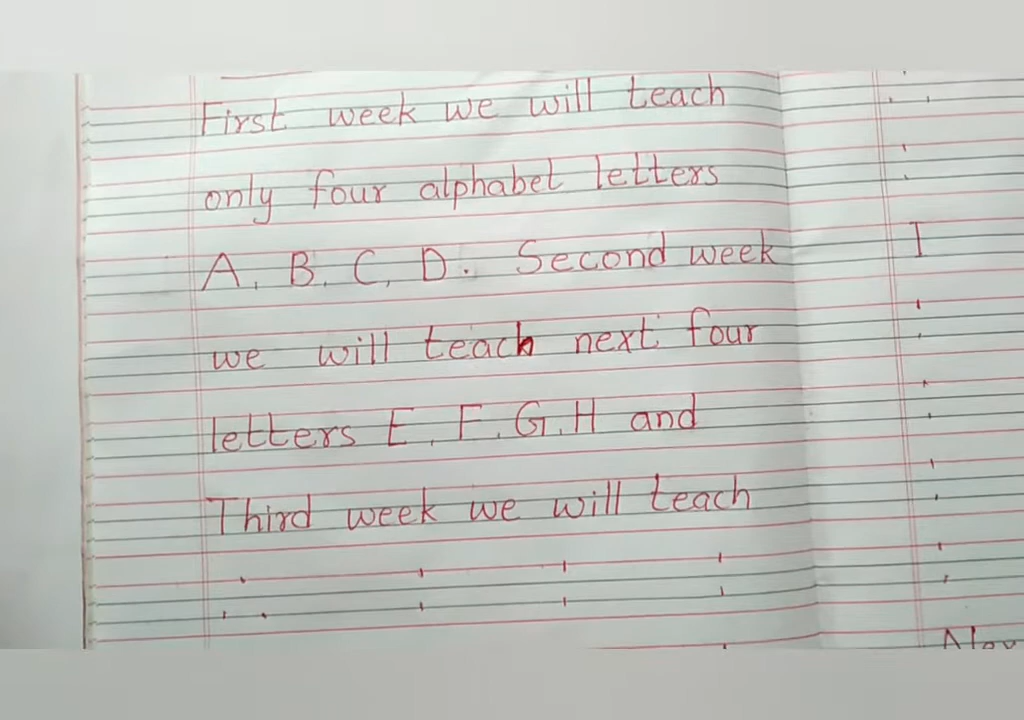 First week we will teach
only four alphabet letters
A, B, C, D. Second week
we will teach next four
letters E, F, G, H and
Third week we will teach
I